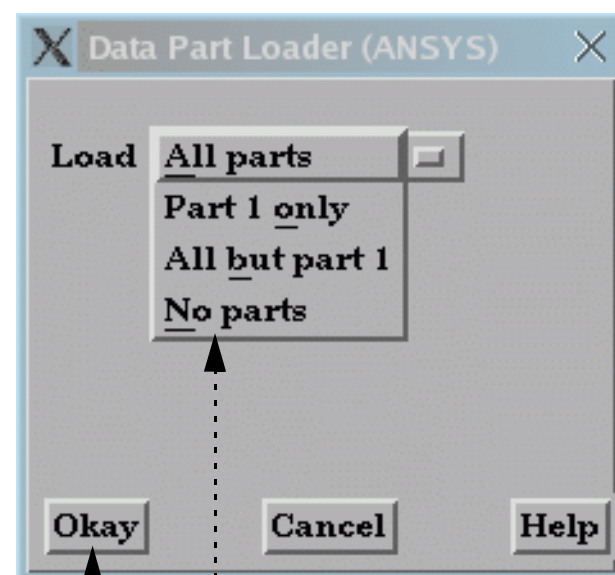 Data Part Loader (ANSYS)
Load All parts
Part 1 only
All but part 1
No parts
Okay Cancel Help